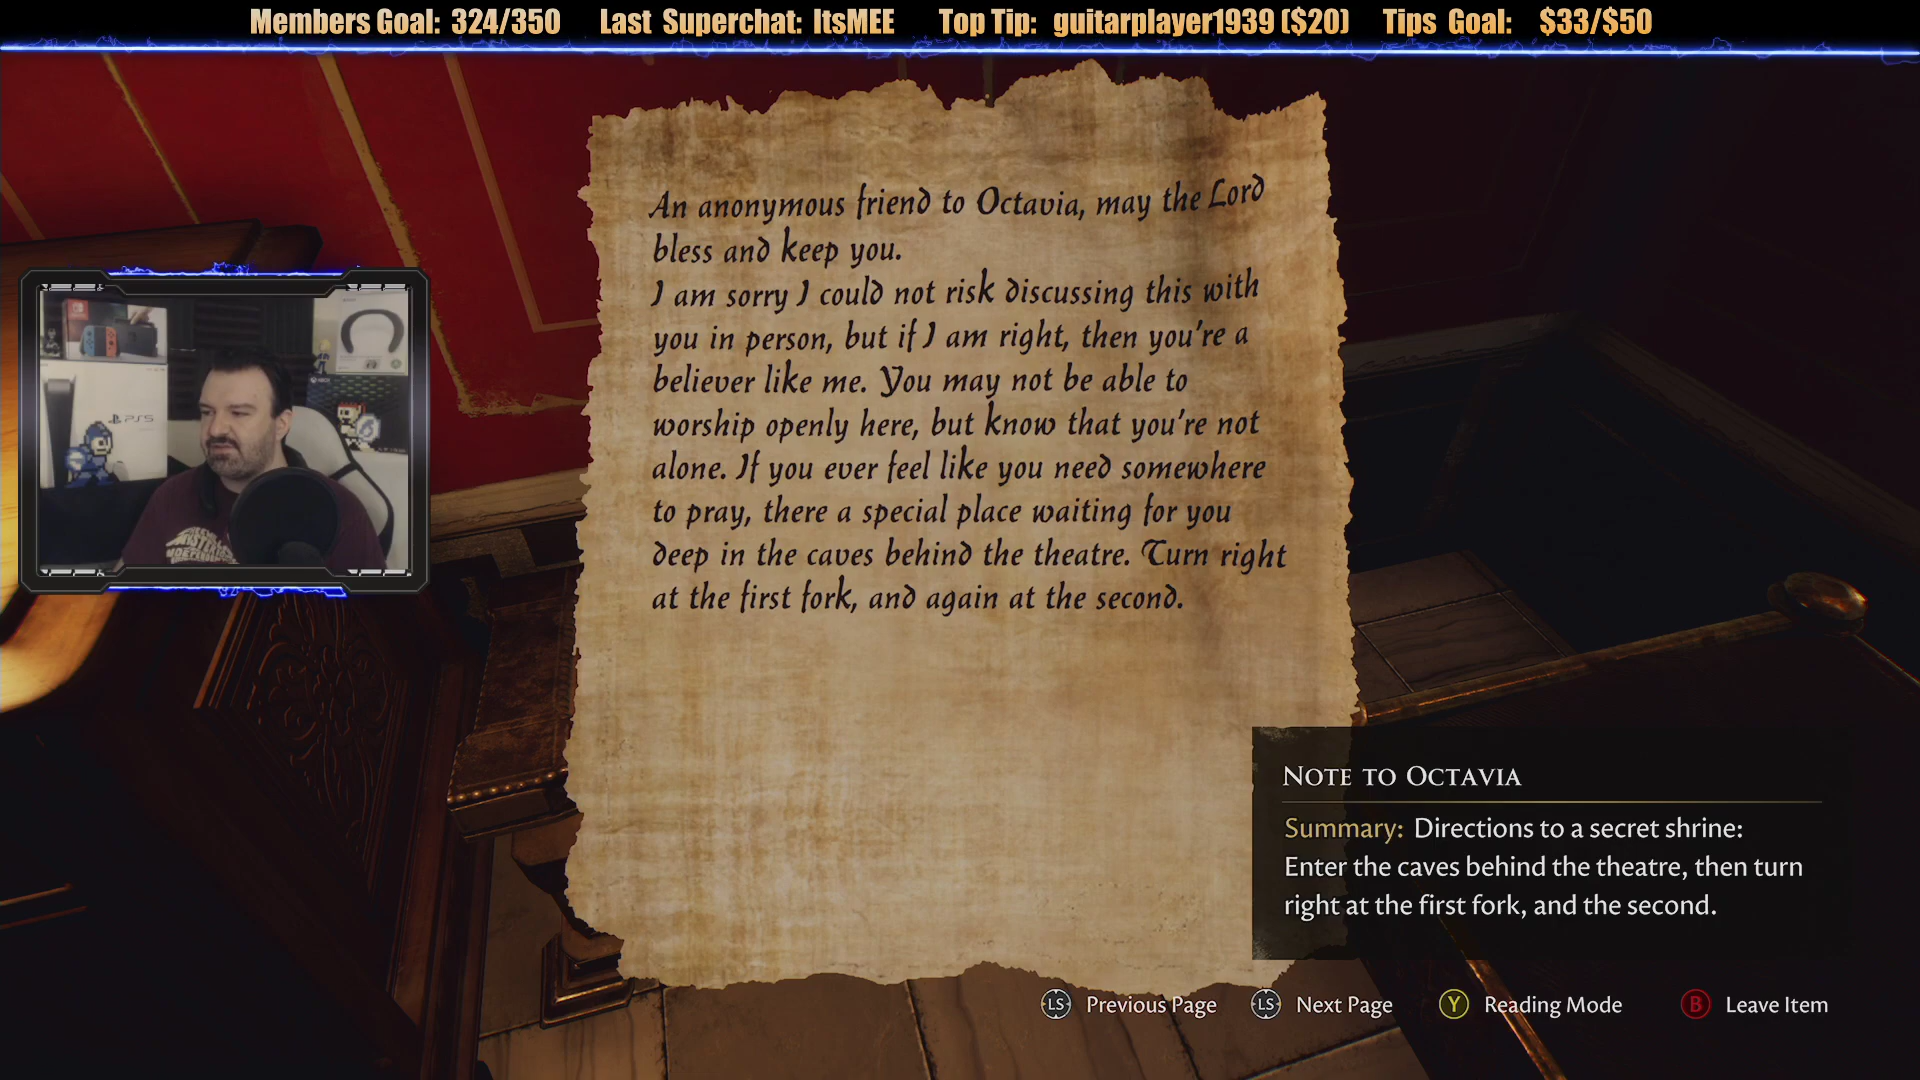 Members Goal: 324/350 Last Superchat: ItsMEE Top Tip: guitarplayer1939 ($20) Tips Goal: $33/$50
An anonymous friend to Octavia, may the Lord
bless and keep you.
I am sorry I could not risk discussing this with
you in person, but if I am right, then you're a
believer like me. You may not be able to
worship openly here, but know that you're not
alone. If you ever feel like you need somewhere
to pray, there a special place waiting for you
deep in the caves behind the theatre. Turn right
at the first fork, and again at the second.
PS5
NOTE TO OCTAVIA
Summary: Directions to a secret shrine:
Enter the caves behind the theatre, then turn
right at the first fork, and the second.
LS Previous Page LS Next Page Y Reading Mode B Leave Item